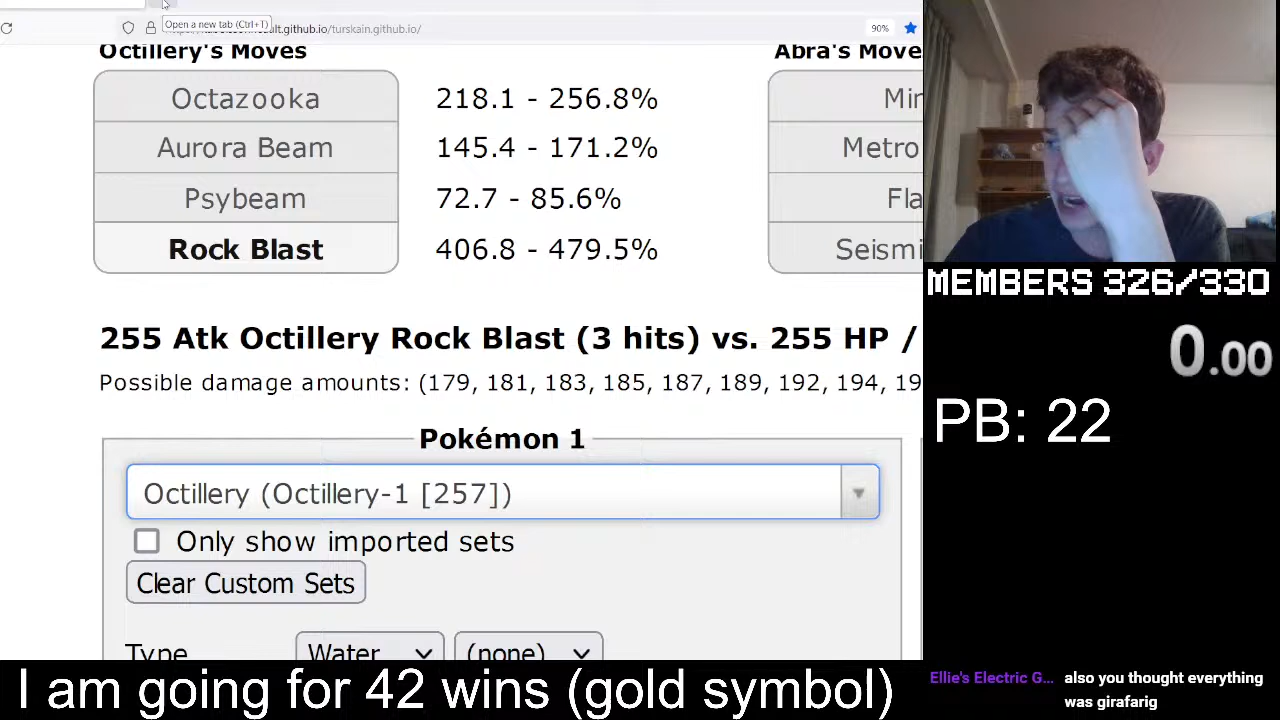 Open a new tab (Ctrl+T)
ault.github.io/turskain.github.io/
90%
Octillery's Moves
Abra's Move
Octazooka
218.1 - 256.8%
Aurora Beam
145.4 - 171.2%
Metro
Psybeam
72.7 - 85.6%
Rock Blast
406.8 - 479.5%
Seismi
255 Atk Octillery Rock Blast (3 hits) vs. 255 HP /
Possible damage amounts: (179, 181, 183, 185, 187, 189, 192, 194, 19
Pokémon 1
Octillery (Octillery-1 [257])
Only show imported sets
Clear Custom Sets
Type
Water
(none)
MEMBERS 326/330
0.00
PB: 22
Ellie's Electric G... also you thought everything
was girafarig
I am going for 42 wins (gold symbol)